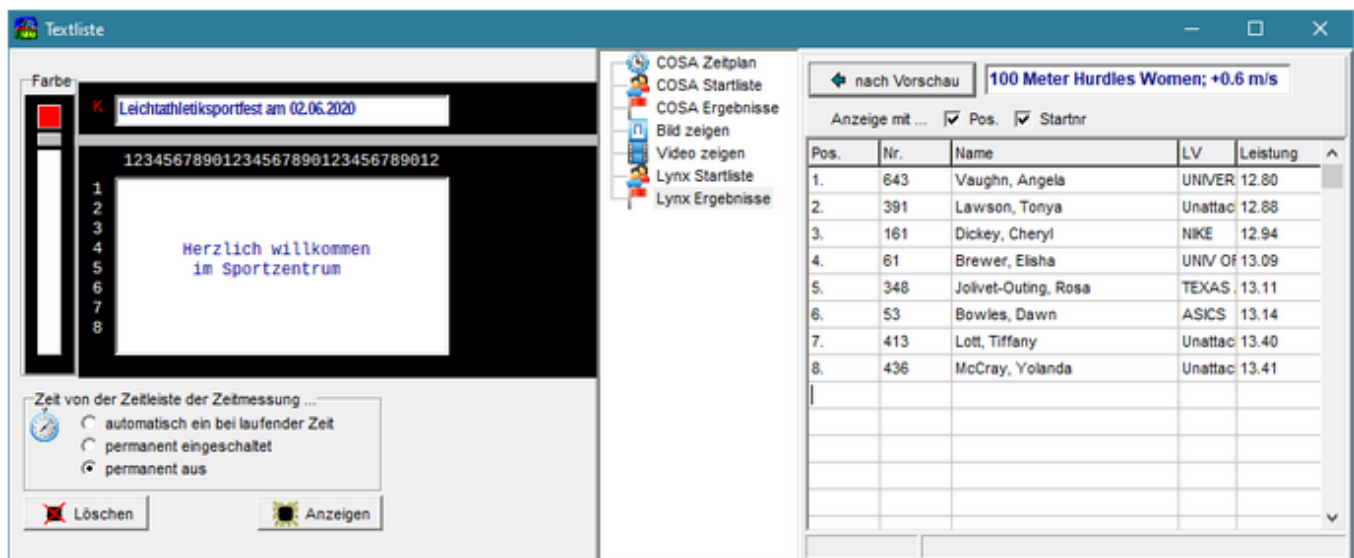 Textliste
Farbe
K Leichtathletiksportfest am 02.06.2020
12345678901234567890123456789012
1
2
3
4 Herzlich willkommen
5 im Sportzentrum
6
7
8
Zeit von der Zeitleiste der Zeitmessung ...
automatisch ein bei laufender Zeit
permanent eingeschaltet
permanent aus
Löschen Anzeigen
COSA Zeitplan
COSA Startliste
COSA Ergebnisse
Bild zeigen
Video zeigen
Lynx Startliste
Lynx Ergebnisse
nach Vorschau 100 Meter Hurdles Women; +0.6 m/s
Anzeige mit ... Pos. Startnr
Pos. Nr. Name LV Leistung
1. 643 Vaughn, Angela UNIVER 12.80
2. 391 Lawson, Tonya Unattac 12.88
3. 161 Dickey, Cheryl NIKE 12.94
4. 61 Brewer, Elisha UNIV OF 13.09
5. 348 Jolivet-Outing, Rosa TEXAS 13.11
6. 53 Bowles, Dawn ASICS 13.14
7. 413 Lott, Tiffany Unattac 13.40
8. 436 McCray, Yolanda Unattac 13.41